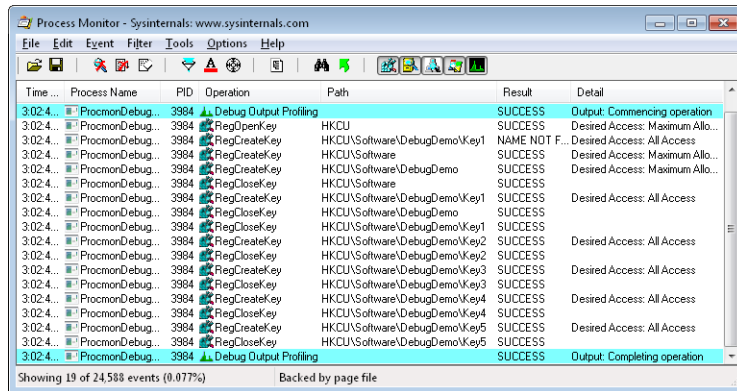 Process Monitor - Sysinternals: www.sysinternals.com
File Edit Event Filter Tools Options Help
Time ... Process Name PID Operation Path Result Detail
3:02:4... ProcmonDebug... 3984 Debug Output Profiling SUCCESS Output: Commencing operation
3:02:4... ProcmonDebug... 3984 RegOpenKey HKCU SUCCESS Desired Access: Maximum Allo...
3:02:4... ProcmonDebug... 3984 RegCreateKey HKCU\Software\DebugDemo\Key1 NAME NOT F... Desired Access: All Access
3:02:4... ProcmonDebug... 3984 RegCreateKey HKCU\Software SUCCESS Desired Access: Maximum Allo...
3:02:4... ProcmonDebug... 3984 RegCreateKey HKCU\Software\DebugDemo SUCCESS Desired Access: Maximum Allo...
3:02:4... ProcmonDebug... 3984 RegCloseKey HKCU\Software SUCCESS
3:02:4... ProcmonDebug... 3984 RegCreateKey HKCU\Software\DebugDemo\Key1 SUCCESS Desired Access: All Access
3:02:4... ProcmonDebug... 3984 RegCloseKey HKCU\Software\DebugDemo SUCCESS
3:02:4... ProcmonDebug... 3984 RegCloseKey HKCU\Software\DebugDemo\Key1 SUCCESS
3:02:4... ProcmonDebug... 3984 RegCreateKey HKCU\Software\DebugDemo\Key2 SUCCESS Desired Access: All Access
3:02:4... ProcmonDebug... 3984 RegCloseKey HKCU\Software\DebugDemo\Key2 SUCCESS
3:02:4... ProcmonDebug... 3984 RegCreateKey HKCU\Software\DebugDemo\Key3 SUCCESS Desired Access: All Access
3:02:4... ProcmonDebug... 3984 RegCloseKey HKCU\Software\DebugDemo\Key3 SUCCESS
3:02:4... ProcmonDebug... 3984 RegCreateKey HKCU\Software\DebugDemo\Key4 SUCCESS Desired Access: All Access
3:02:4... ProcmonDebug... 3984 RegCloseKey HKCU\Software\DebugDemo\Key4 SUCCESS
3:02:4... ProcmonDebug... 3984 RegCreateKey HKCU\Software\DebugDemo\Key5 SUCCESS Desired Access: All Access
3:02:4... ProcmonDebug... 3984 RegCloseKey HKCU\Software\DebugDemo\Key5 SUCCESS
3:02:4... ProcmonDebug... 3984 Debug Output Profiling SUCCESS Output: Completing operation
Showing 19 of 24,588 events (0.077%) Backed by page file